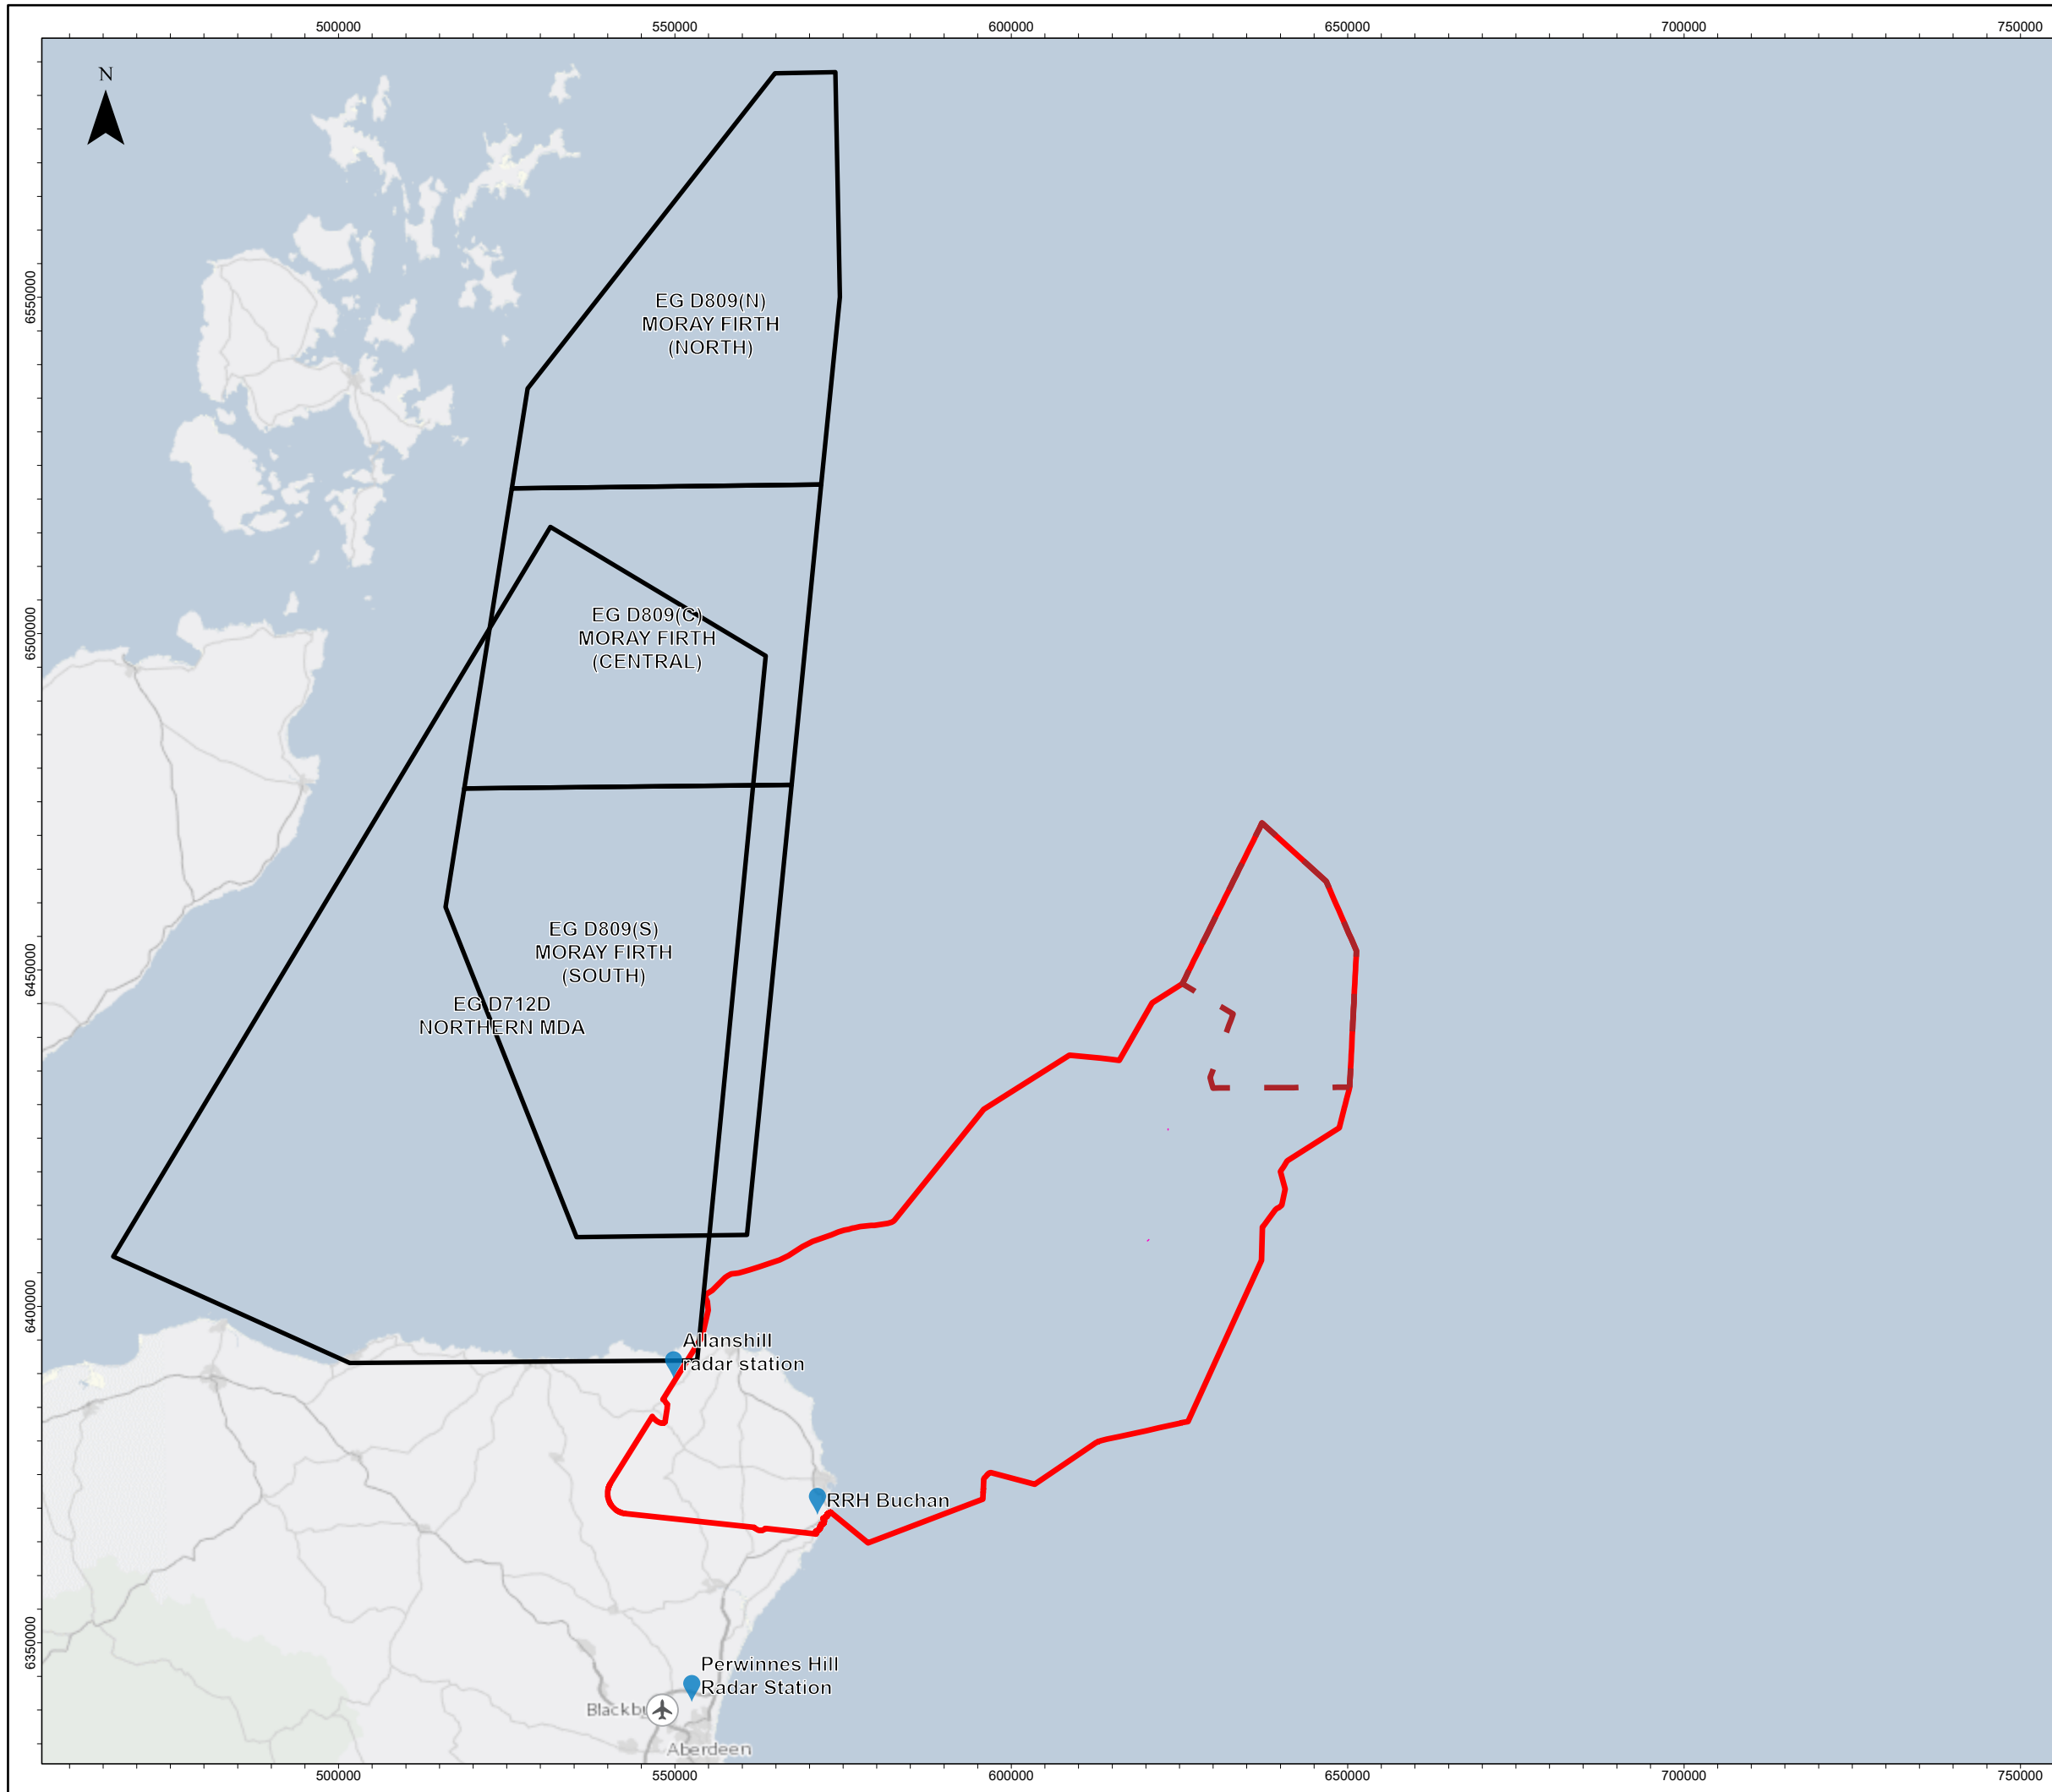 500000
550000
600000
650000
700000
750000
N
6550000
6500000
6450000
6400000
6350000
EG D809(N)
MORAY FIRTH
(NORTH)
EG D809(C)
MORAY FIRTH
(CENTRAL)
EG D809(S)
MORAY FIRTH
(SOUTH)
EG D712D
NORTHERN MDA
Allanshill
radar station
RRH Buchan
Perwinnes Hill
Radar Station
Blackbu
Aberdeen
500000
550000
600000
650000
700000
750000